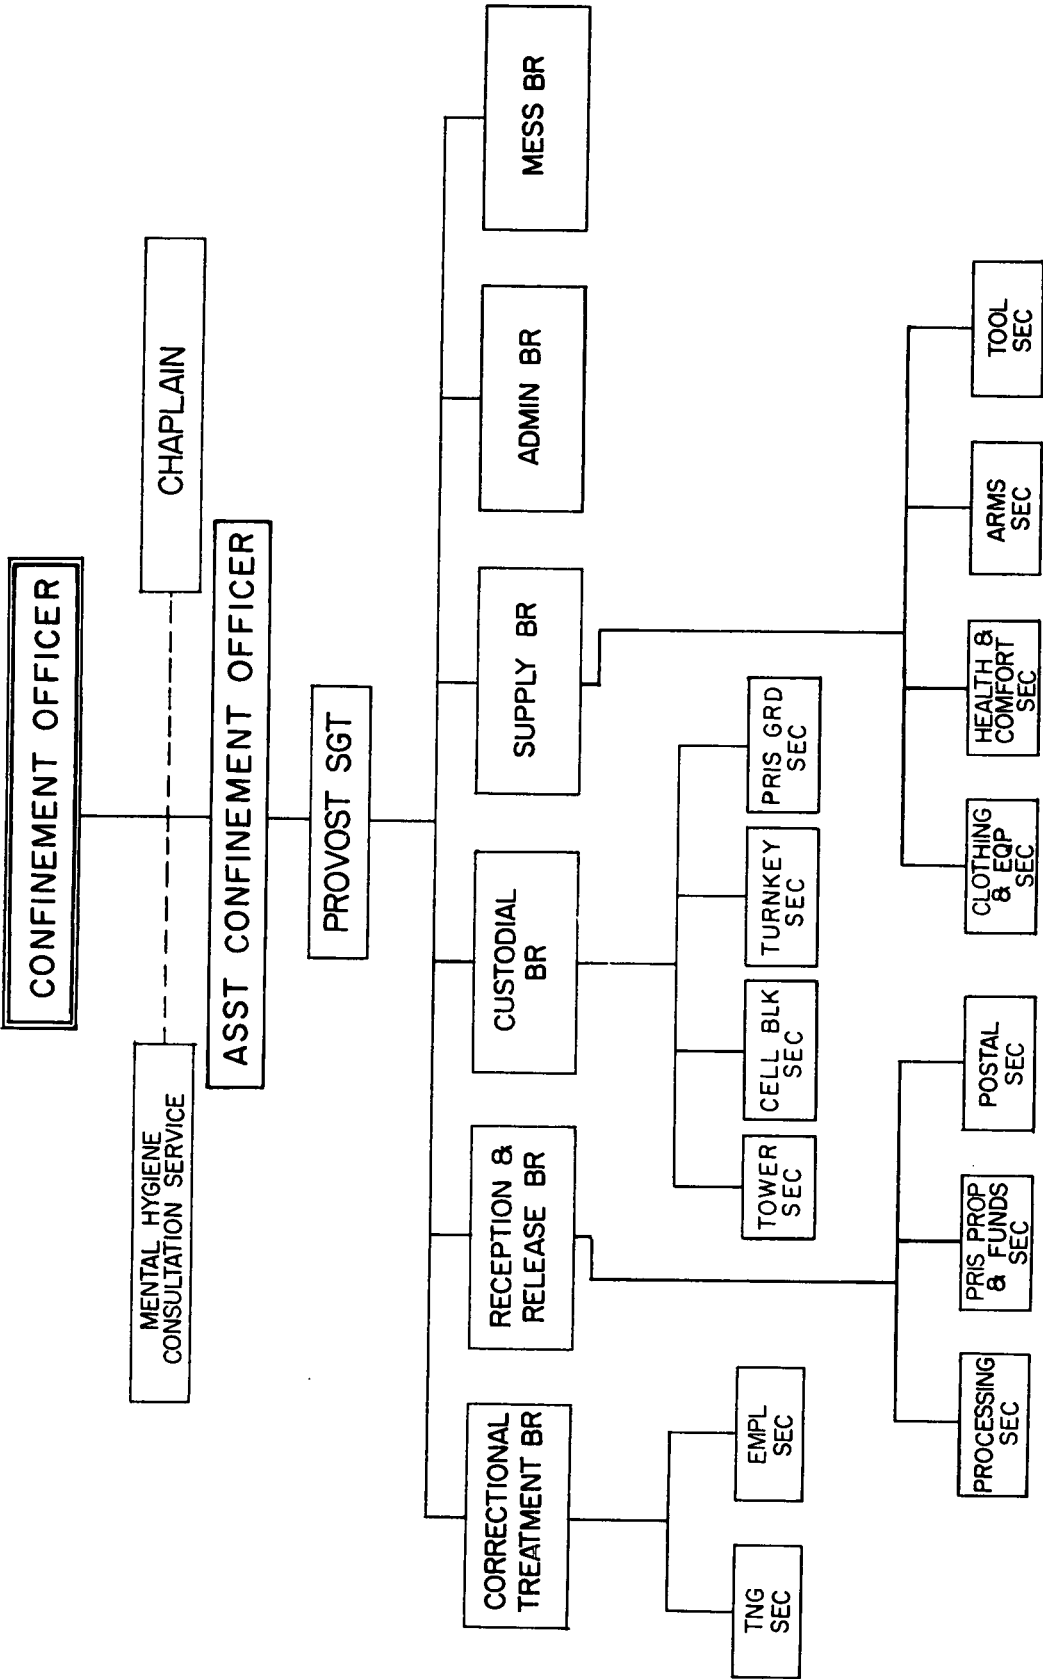 CONFINEMENT OFFICER
MENTAL HYGIENE
CONSULTATION SERVICE
CHAPLAIN
ASST CONFINEMENT OFFICER
PROVOST SGT
CORRECTIONAL
TREATMENT BR
RECEPTION &
RELEASE BR
CUSTODIAL
BR
SUPPLY BR
ADMIN BR
MESS BR
TNG
SEC
EMPL
SEC
TOWER
SEC
CELL BLK
SEC
TURNKEY
SEC
PRIS GRD
SEC
PROCESSING
SEC
PRIS PROP
& FUNDS
SEC
POSTAL
SEC
CLOTHING
& EQP
SEC
HEALTH &
COMFORT
SEC
ARMS
SEC
TOOL
SEC